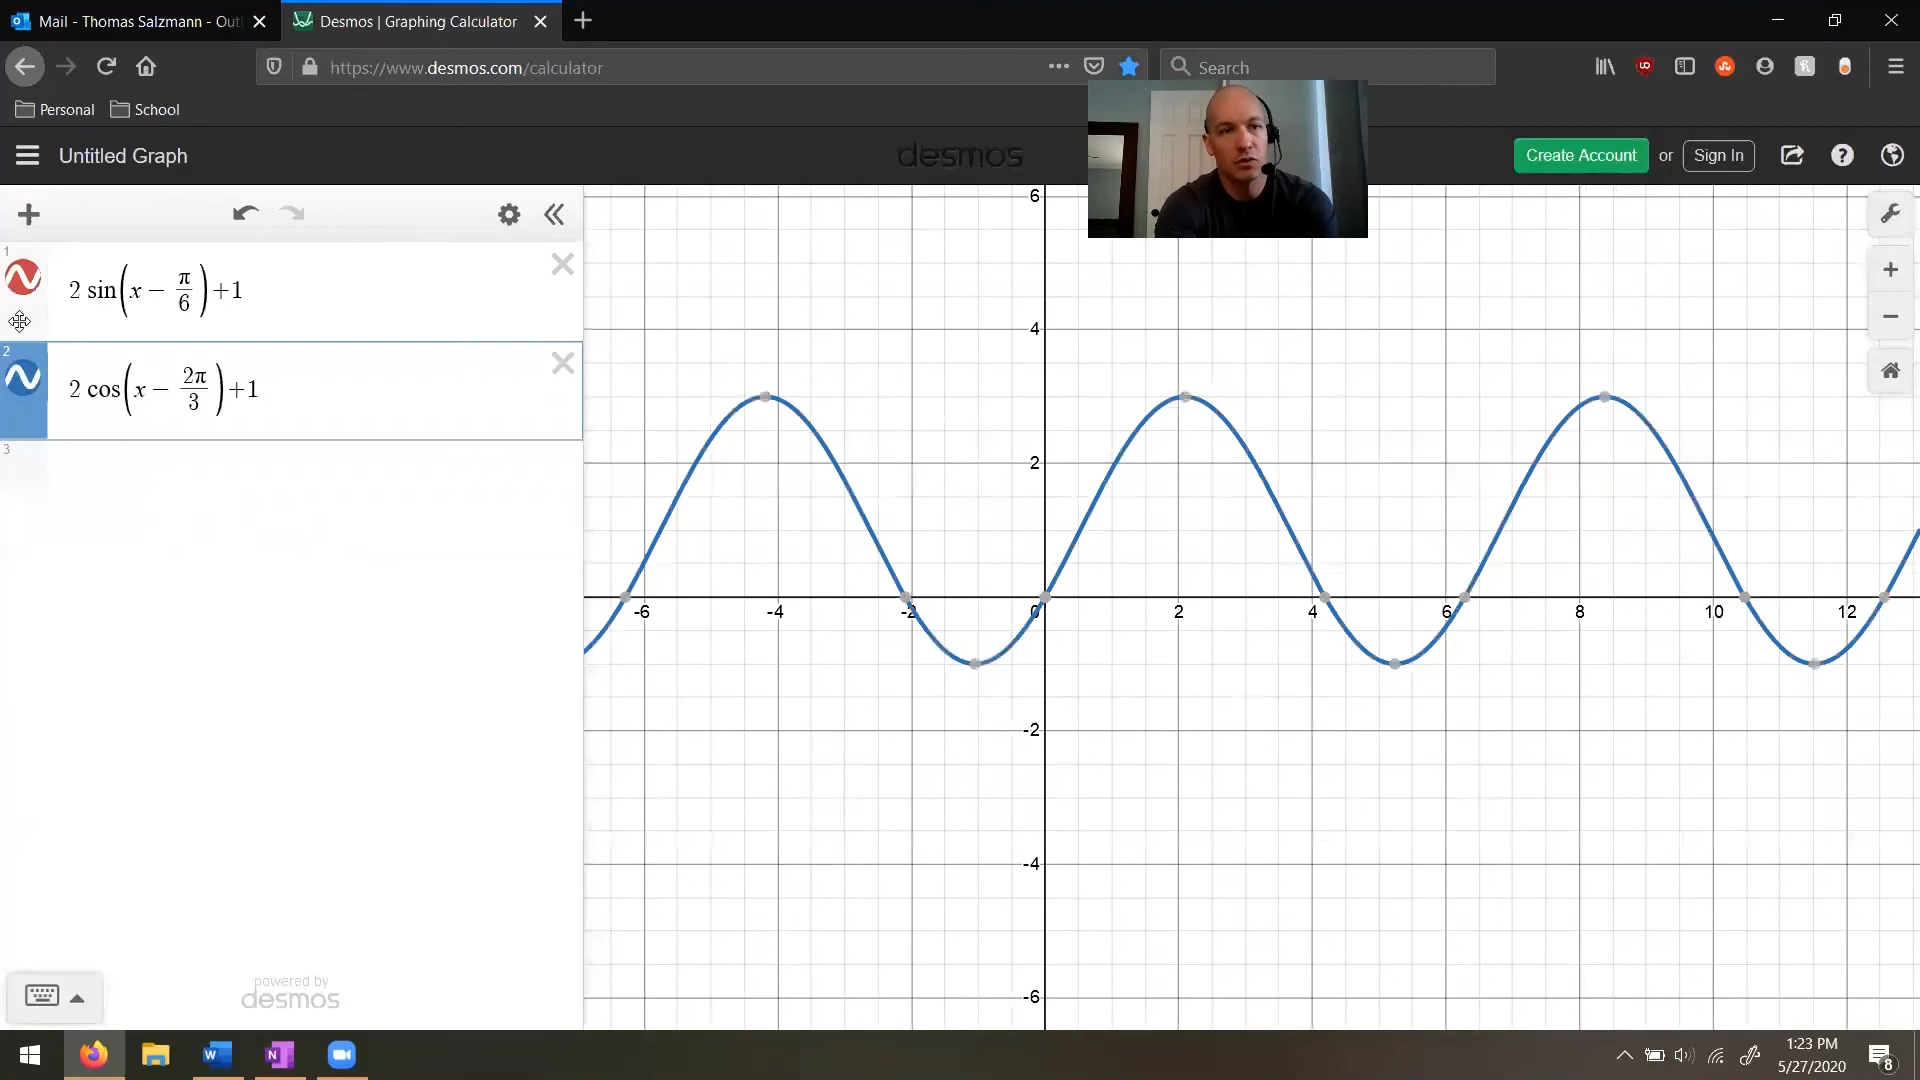 Mail - Thomas Salzmann - Outl
Desmos | Graphing Calculator
https://www.desmos.com/calculator
Search
Personal
School
Untitled Graph
desmos
Create Account
or
Sign In
1
2 sin(x − π/6)+1
2
2 cos(x − 2π/3)+1
3
6
4
2
-6
-4
-2
0
2
4
6
8
10
12
-2
-4
-6
powered by
desmos
1:23 PM
5/27/2020
8